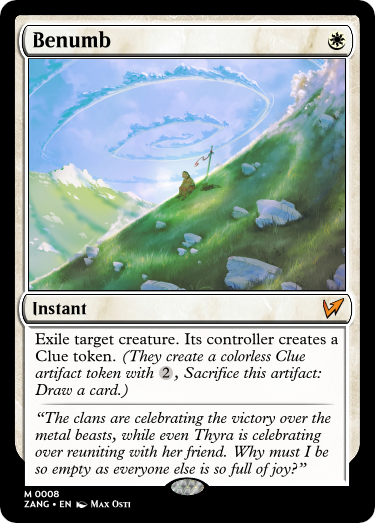 Benumb
Instant
Exile target creature. Its controller creates a
Clue token. (They create a colorless Clue
artifact token with 2, Sacrifice this artifact:
Draw a card.)
“The clans are celebrating the victory over the
metal beasts, while even Thyra is celebrating
over reuniting with her friend. Why must I be
so empty as everyone else is so full of joy?”
M 0008
ZANG • EN Max Osti